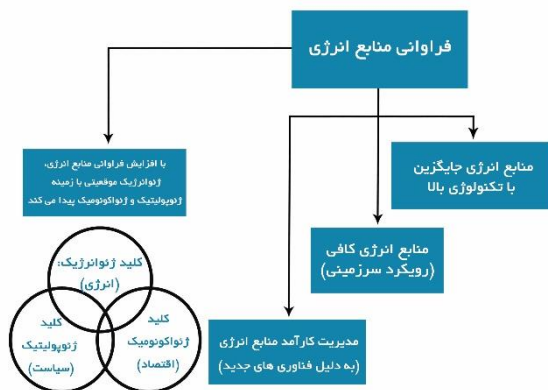 فراوانی منابع انرژی
منابع انرژی جایگزین
با تکنولوژی بالا
منابع انرژی کافی
(رویکرد سرزمینی)
مدیریت کارآمد منابع انرژی
(به دلیل فناوری های جدید)
با افزایش فراوانی منابع انرژی،
ژئوانرژیک موقعیتی با زمینه
ژئوپولیتیک و ژئواکونومیک پیدا می کند
کلید ژئوانرژیک:
(انرژی)
کلید
ژئواکونومیک
(اقتصاد)
کلید
ژئوپولیتیک
(سیاست)